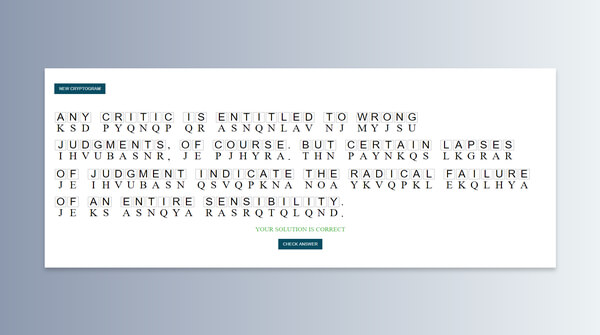 NEW CRYPTOGRAM
ANY CRITIC IS ENTITLED TO WRONG
KSD PYQNQP QR ASNQNLAV NJ MYJSU
JUDGMENTS, OF COURSE. BUT CERTAIN LAPSES
IHVUBASNR, JE PJHYRA. THN PAYNKQS LKGRAR
OF JUDGMENT INDICATE THE RADICAL FAILURE
JE IHVUBASN QSVQPKNA NOA YKVQPKL EKQLHYA
OF AN ENTIRE SENSIBILITY.
JE KS ASNQYA RASRQTQLQND.
YOUR SOLUTION IS CORRECT
CHECK ANSWER